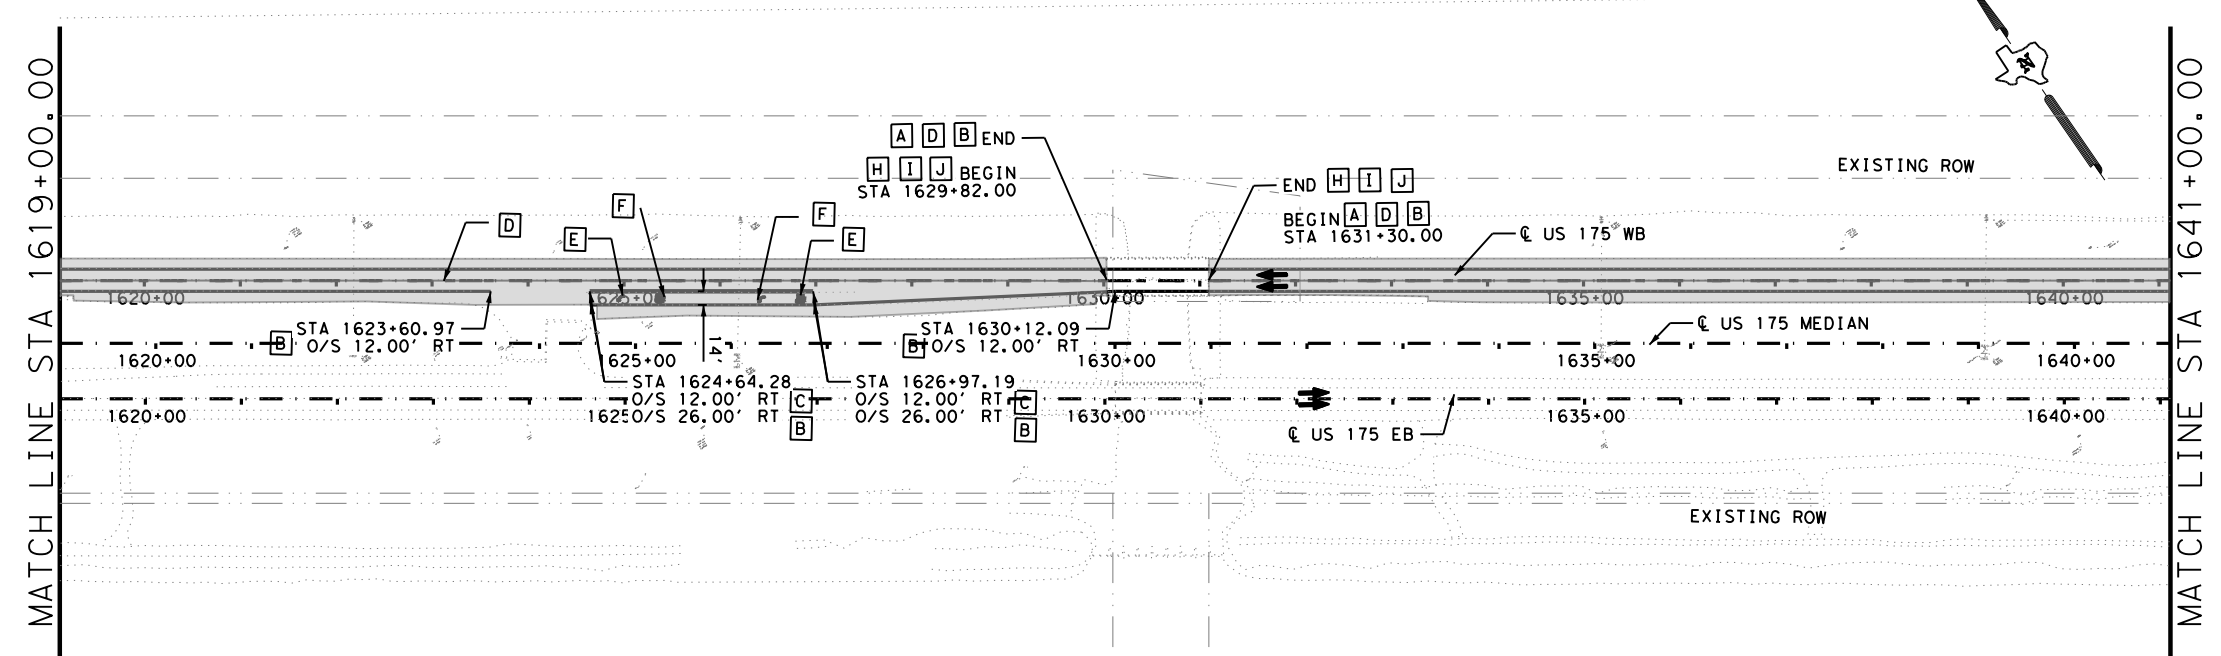 MATCH LINE STA 1619+00.00
A D B END
H I J BEGIN
STA 1629+82.00
END H I J
BEGIN A D B
STA 1631+30.00
EXISTING ROW
D
F
E
F
E
℄ US 175 WB
1620+00
1625+00
1630+00
1635+00
1640+00
STA 1623+60.97
B O/S 12.00' RT
STA 1630+12.09
B O/S 12.00' RT
℄ US 175 MEDIAN
14'
1620+00
1625+00
1630+00
1635+00
1640+00
STA 1624+64.28
O/S 12.00' RT C
O/S 26.00' RT B
STA 1626+97.19
O/S 12.00' RT C
O/S 26.00' RT B
1620+00
1625
1630+00
1635+00
1640+00
℄ US 175 EB
EXISTING ROW
N
MATCH LINE STA 1641+00.00